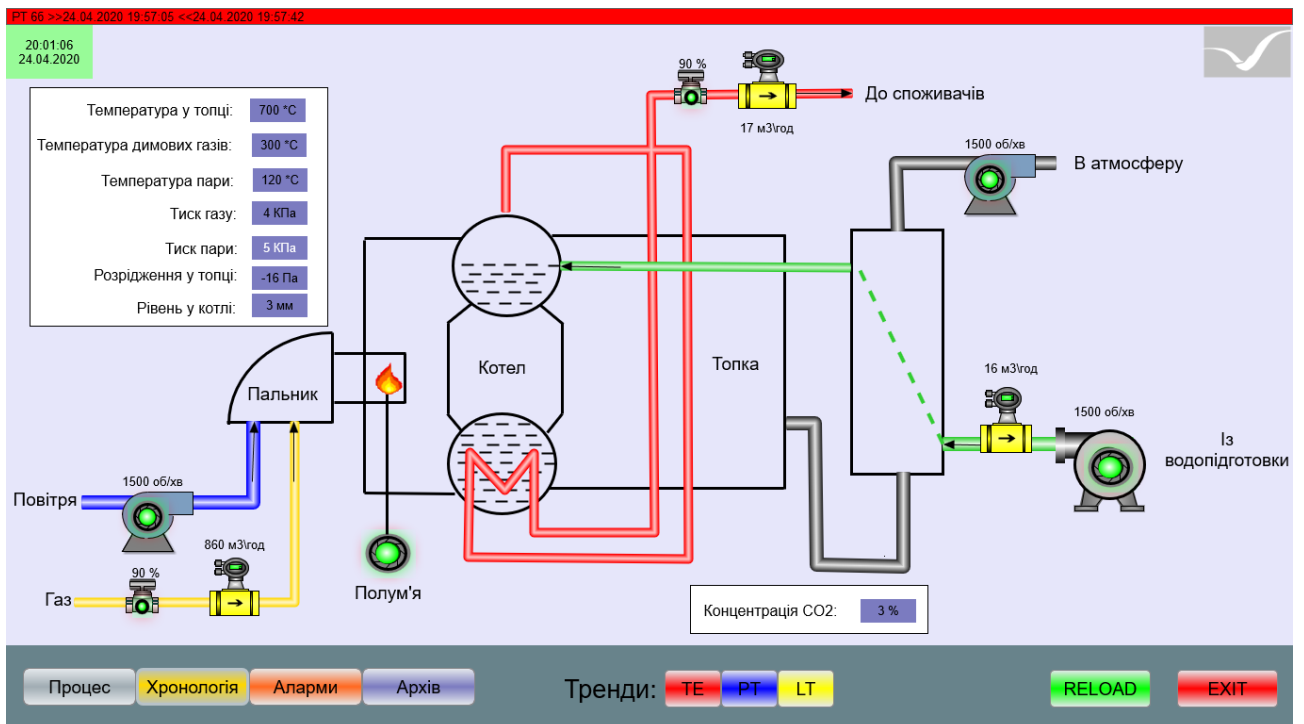 PT 66 >>24.04.2020 19:57:05 <<24.04.2020 19:57:42
20:01:06
24.04.2020
Температура у топці: 700 °C
Температура димових газів: 300 °C
Температура пари: 120 °C
Тиск газу: 4 КПа
Тиск пари: 5 КПа
Розрідження у топці: -16 Па
Рівень у котлі: 3 мм
90 %
До споживачів
17 м3\год
1500 об/хв
В атмосферу
Котел
Топка
Пальник
16 м3\год
1500 об/хв
Із
водопідготовки
1500 об/хв
Повітря
860 м3\год
90 %
Газ
Полум'я
Концентрація CO2: 3 %
Процес Хронологія Аларми Архів Тренди: TE PT LT RELOAD EXIT